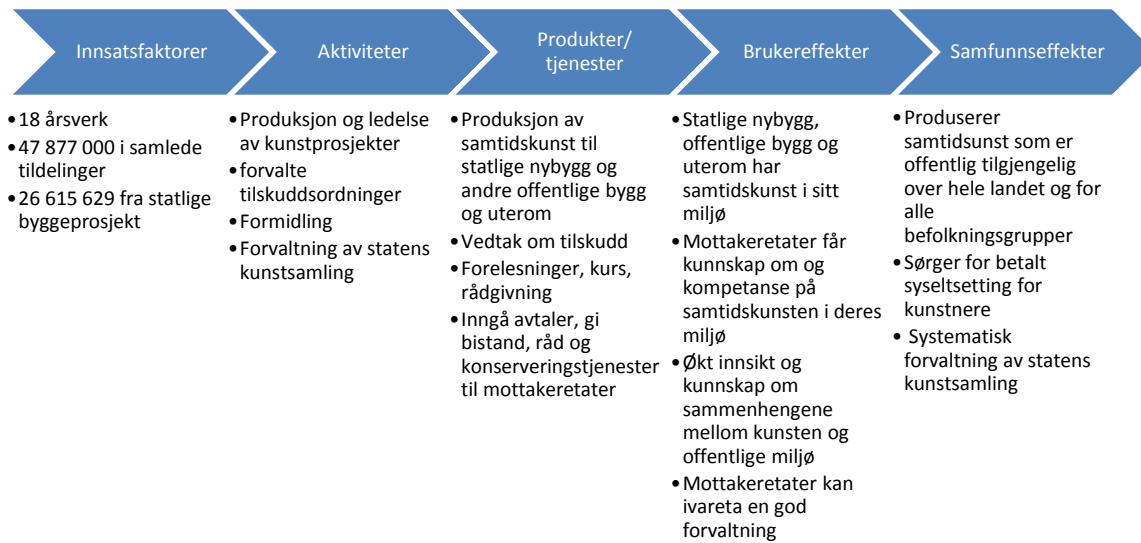 Innsatsfaktorer
Aktiviteter
Produkter/
tjenester
Brukereffekter
Samfunnseffekter
•18 årsverk
•47 877 000 i samlede
tildelinger
•26 615 629 fra statlige
byggeprosjekt
•Produksjon og ledelse
av kunstprosjekter
•forvalte
tilskuddsordninger
•Formidling
•Forvaltning av statens
kunstsamling
•Produksjon av
samtidskunst til
statlige nybygg og
andre offentlige bygg
og uterom
•Vedtak om tilskudd
•Forelesninger, kurs,
rådgivning
•Inngå avtaler, gi
bistand, råd og
konserveringstjenester
til mottakeretater
•Statlige nybygg,
offentlige bygg og
uterom har
samtidskunst i sitt
miljø
•Mottakeretater får
kunnskap om og
kompetanse på
samtidskunsten i deres
miljø
•Økt innsikt og
kunnskap om
sammenhengene
mellom kunsten og
offentlige miljø
•Mottakeretater kan
ivareta en god
forvaltning
•Produserer
samtidsunst som er
offentlig tilgjengelig
over hele landet og for
alle
befolkningsgrupper
•Sørger for betalt
syseltsetting for
kunstnere
• Systematisk
forvaltning av statens
kunstsamling